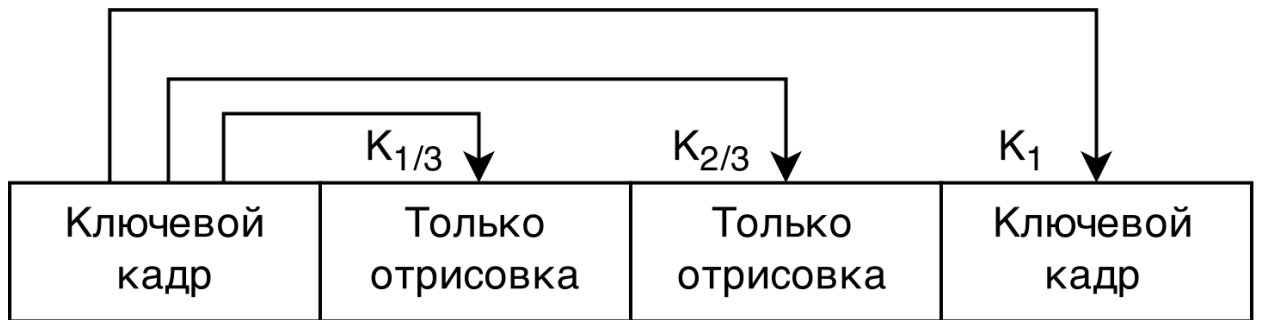 K1/3 K2/3 K1
Ключевой Только Только Ключевой
кадр отрисовка отрисовка кадр